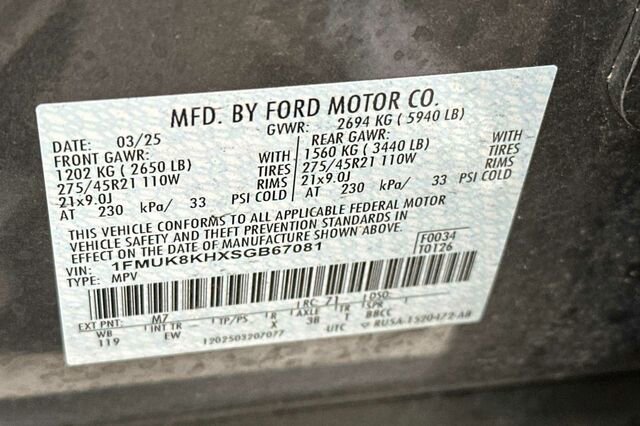 MFD. BY FORD MOTOR CO.
DATE: 03/25 GVWR: 2694 KG ( 5940 LB)
FRONT GAWR: WITH REAR GAWR: WITH
1202 KG ( 2650 LB) TIRES 1560 KG ( 3440 LB) TIRES
275/45R21 110W RIMS 275/45R21 110W RIMS
21x9.0J 21x9.0J
AT 230 kPa/ 33 PSI COLD AT 230 kPa/ 33 PSI COLD
THIS VEHICLE CONFORMS TO ALL APPLICABLE FEDERAL MOTOR
VEHICLE SAFETY AND THEFT PREVENTION STANDARDS IN
EFFECT ON THE DATE OF MANUFACTURE SHOWN ABOVE.
VIN: 1FMUK8KHXSGB67081 F0034
TYPE: MPV T0126
EXT PNT: M7 RC: 71 LDSO:
WB INT TR TP/PS R AXLE TR SPR
119 EW X 3B T BBCC
1202503207077 UTC RUSA-1520472-AB